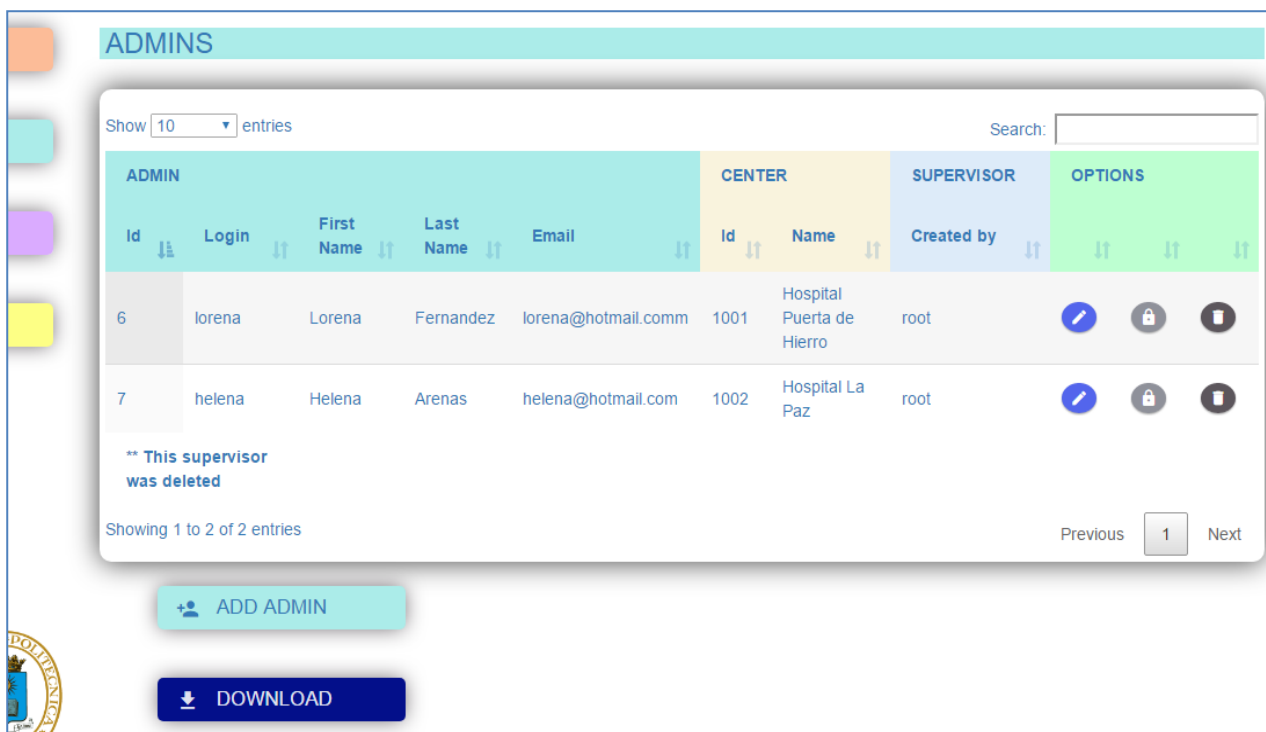 ADMINS
Show 10 entries Search:
ADMIN CENTER SUPERVISOR OPTIONS
Id Login First Name Last Name Email Id Name Created by
6 lorena Lorena Fernandez lorena@hotmail.comm 1001 Hospital Puerta de Hierro root
7 helena Helena Arenas helena@hotmail.com 1002 Hospital La Paz root
** This supervisor
was deleted
Showing 1 to 2 of 2 entries Previous 1 Next
ADD ADMIN
DOWNLOAD
POLITECNICA